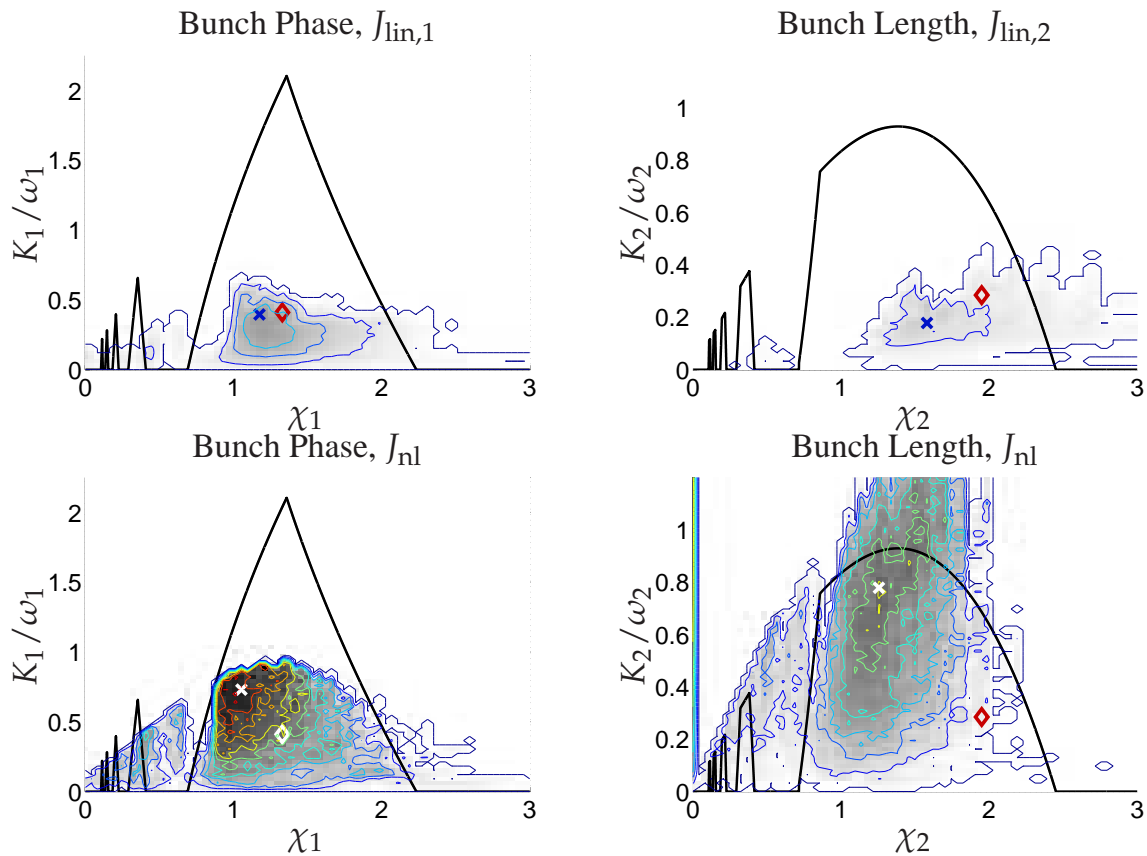 Bunch Phase, J_lin,1
2
1.5
1
0.5
0
K_1/ω_1
0 1 2 3
χ_1
Bunch Length, J_lin,2
1
0.8
0.6
0.4
0.2
0
K_2/ω_2
0 1 2 3
χ_2
Bunch Phase, J_nl
2
1.5
1
0.5
0
K_1/ω_1
0 1 2 3
χ_1
Bunch Length, J_nl
1
0.8
0.6
0.4
0.2
0
K_2/ω_2
0 1 2 3
χ_2